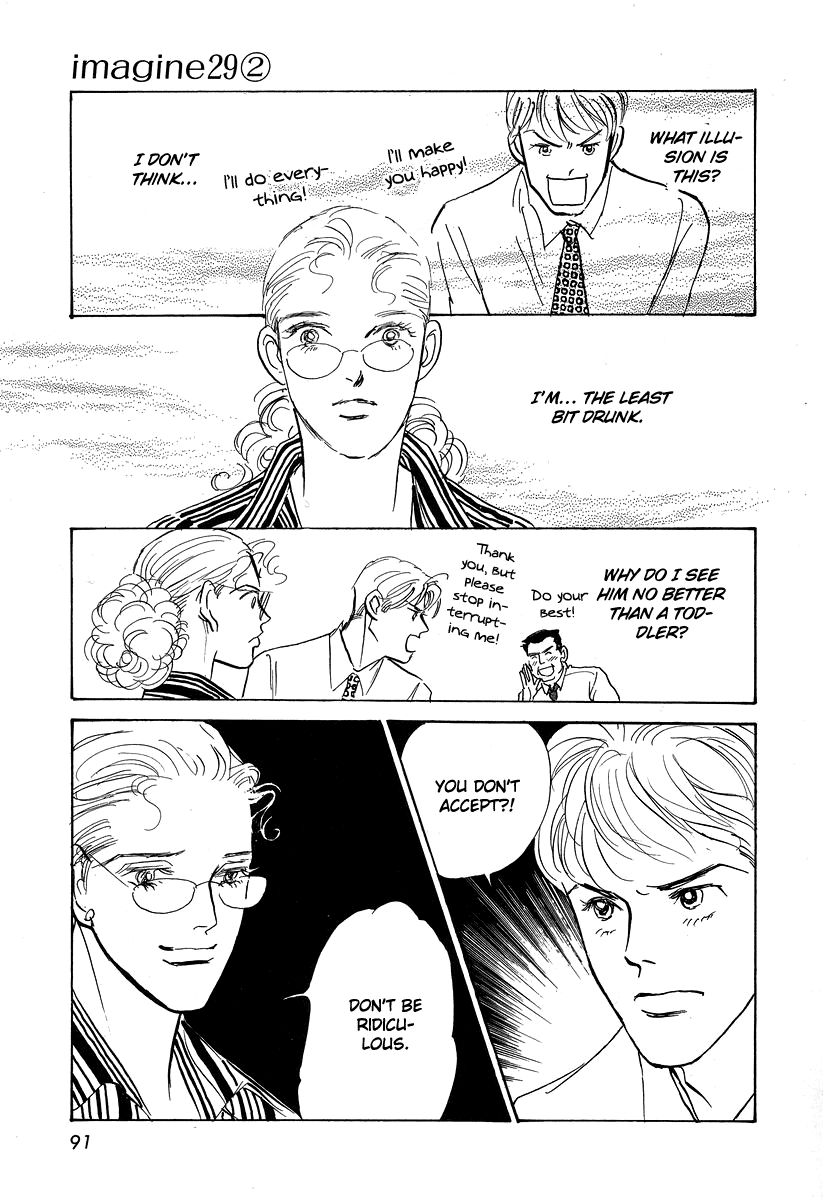 imagine29②
WHAT ILLU-
SION IS
THIS?
I'll make
you happy!
I'll do every-
thing!
I DON'T
THINK...
I'M... THE LEAST
BIT DRUNK.
WHY DO I SEE
HIM NO BETTER
THAN A TOD-
DLER?
Do your
Best!
Thank
you, but
please
stop in-
terrupt-
ing me!
YOU DON'T
ACCEPT?!
DON'T BE
RIDICU-
LOUS.
91